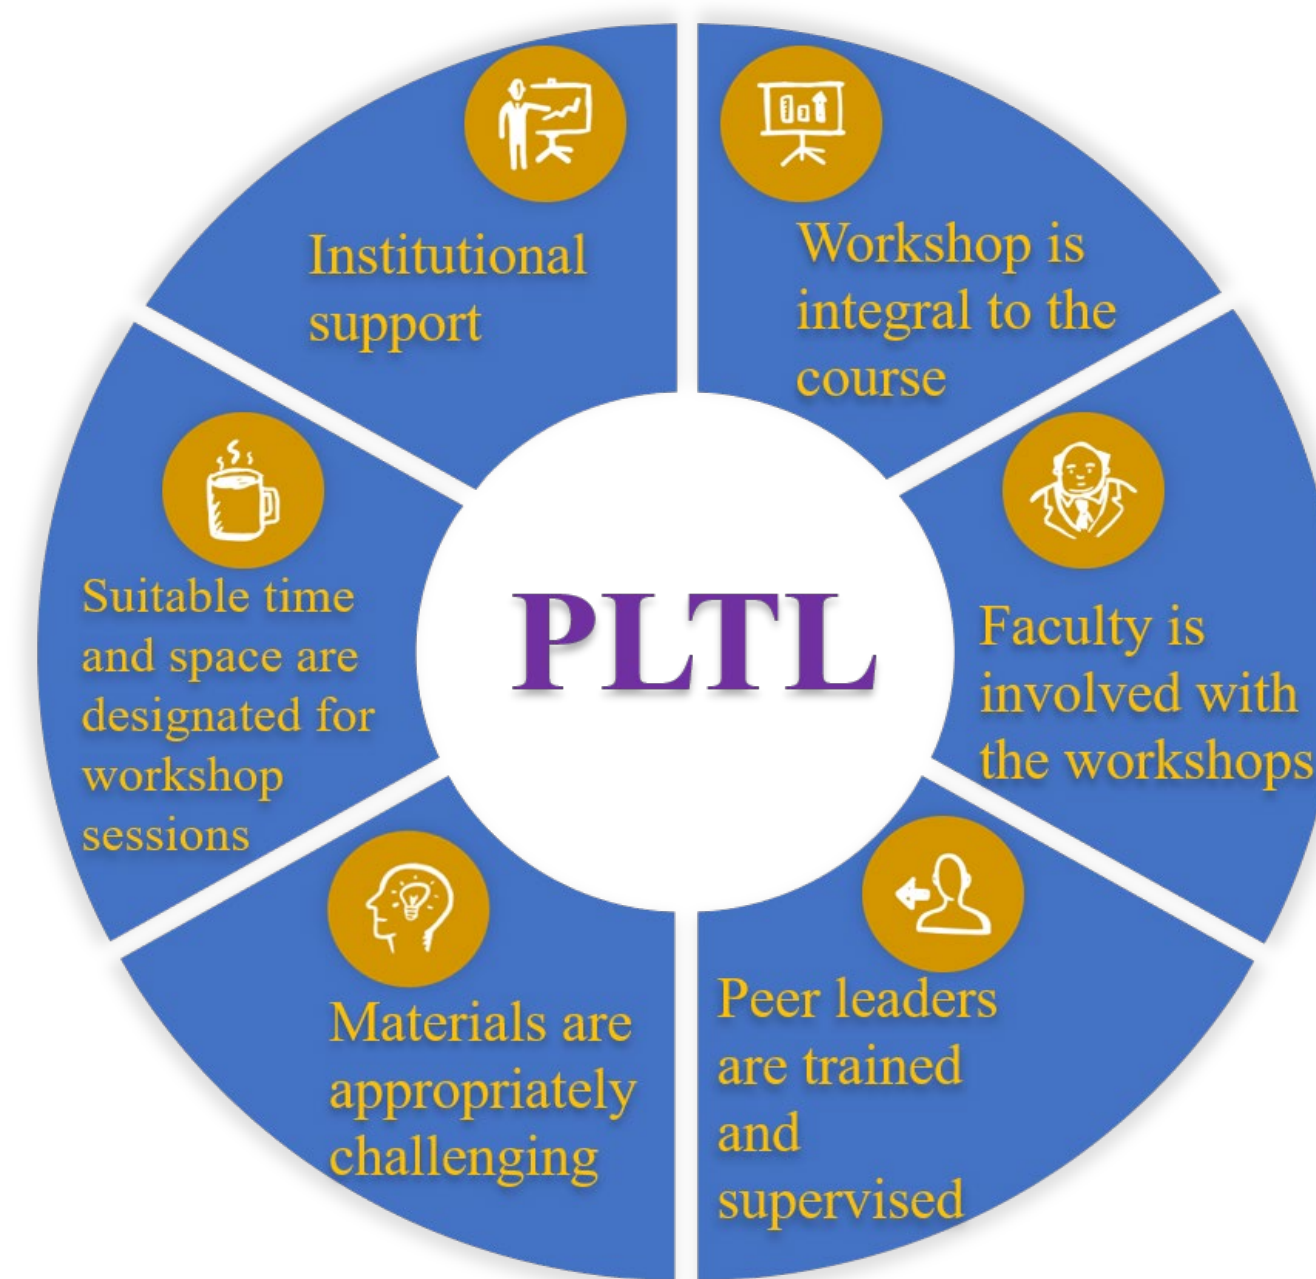 Institutional
support
Workshop is
integral to the
course
Faculty is
involved with
the workshops
Peer leaders
are trained
and
supervised
Materials are
appropriately
challenging
Suitable time
and space are
designated for
workshop
sessions
PLTL